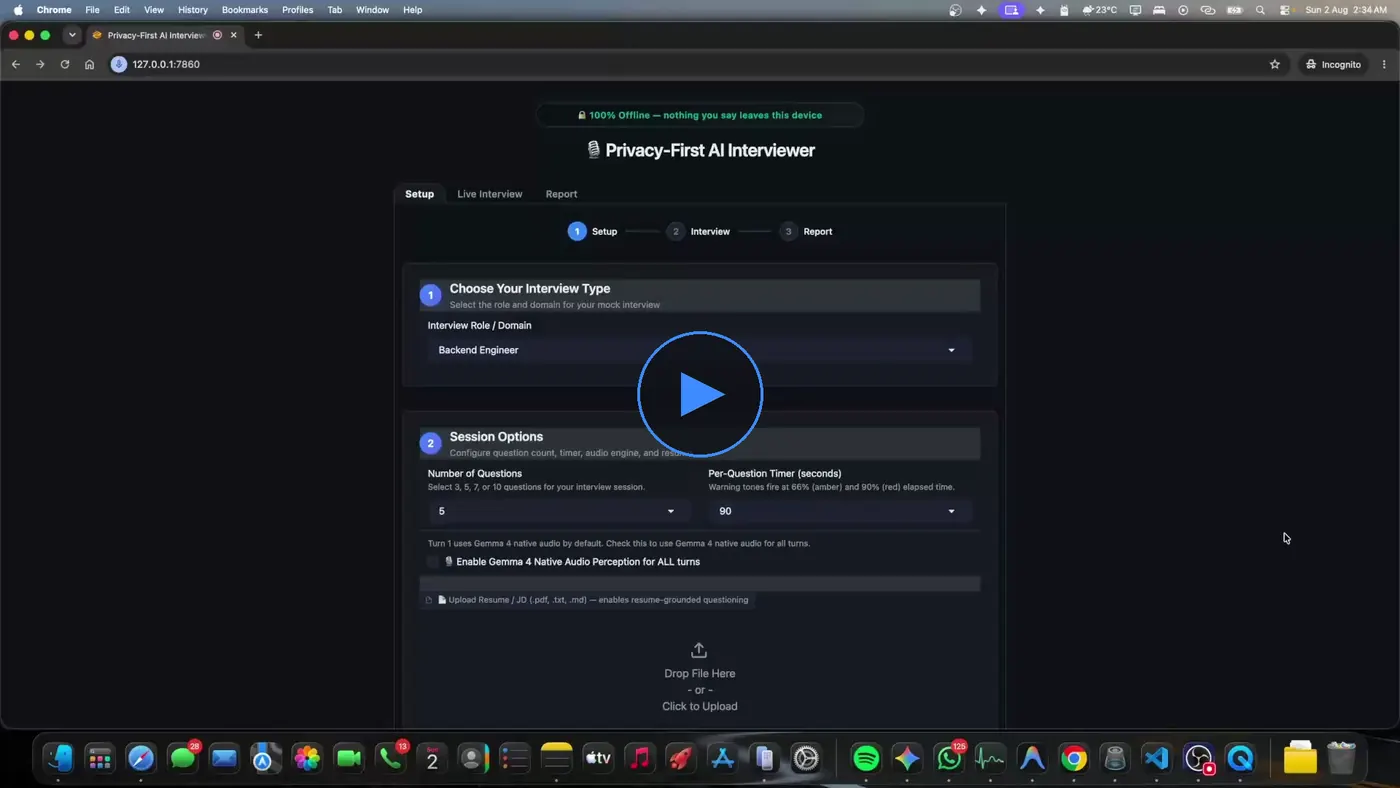 Chrome File Edit View History Bookmarks Profiles Tab Window Help 23°C Sun 2 Aug 2:34 AM
Privacy-First AI Interview
127.0.0.1:7860 Incognito
100% Offline — nothing you say leaves this device
Privacy-First AI Interviewer
Setup Live Interview Report
1 Setup 2 Interview 3 Report
1 Choose Your Interview Type
Select the role and domain for your mock interview
Interview Role / Domain
Backend Engineer
2 Session Options
Configure question count, timer, audio engine, and
Number of Questions Per-Question Timer (seconds)
Select 3, 5, 7, or 10 questions for your interview session. Warning tones fire at 66% (amber) and 90% (red) elapsed time.
5 90
Turn 1 uses Gemma 4 native audio by default. Check this to use Gemma 4 native audio for all turns.
Enable Gemma 4 Native Audio Perception for ALL turns
Upload Resume / JD (.pdf, .txt, .md) — enables resume-grounded questioning
Drop File Here
- or -
Click to Upload
28 13 2 tv 125